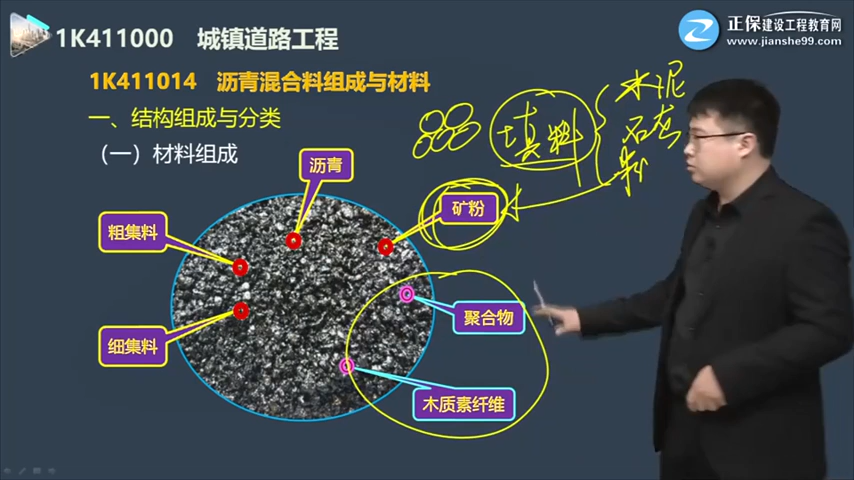 1K411000 城镇道路工程
正保建设工程教育网
www.jianshe99.com
1K411014 沥青混合料组成与材料
一、结构组成与分类
（一）材料组成
沥青
粗集料
矿粉
细集料
聚合物
木质素纤维
填料
水泥
石灰
粉